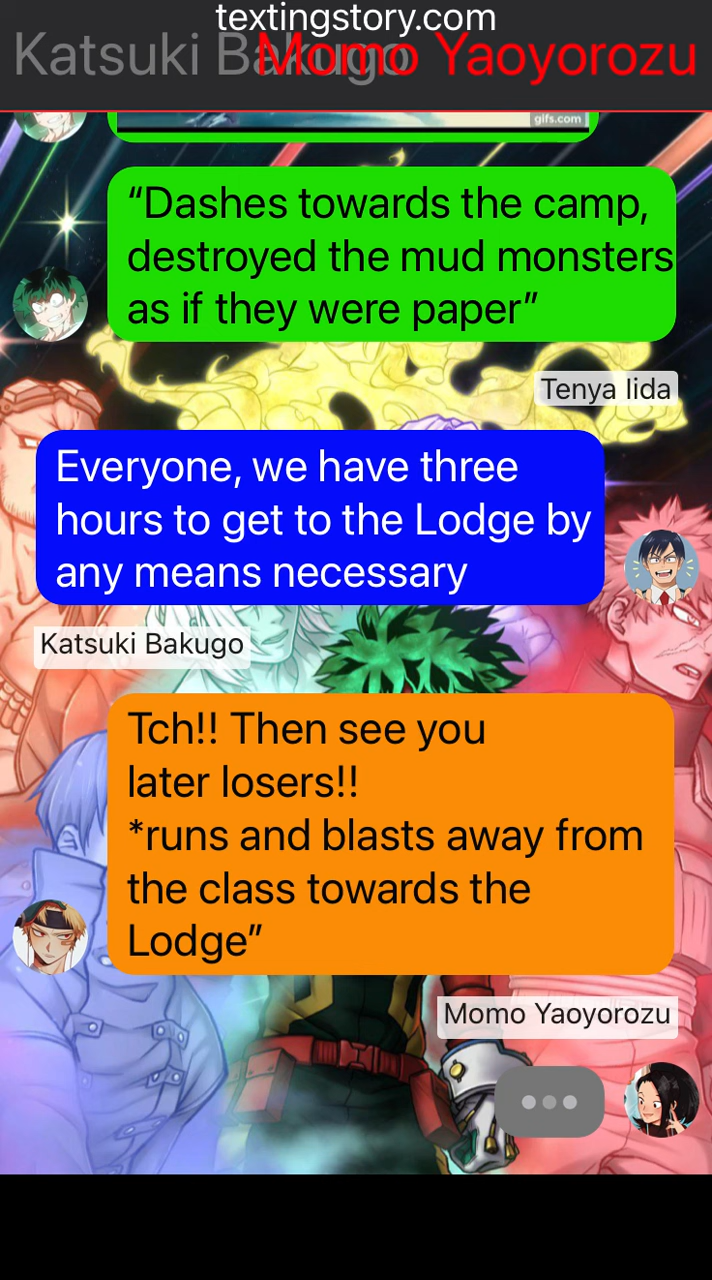 textingstory.com
Katsuki Bakugo
Momo Yaoyorozu
gifs.com
“Dashes towards the camp,
destroyed the mud monsters
as if they were paper”
Tenya Iida
Everyone, we have three
hours to get to the Lodge by
any means necessary
Katsuki Bakugo
Tch!! Then see you
later losers!!
*runs and blasts away from
the class towards the
Lodge”
Momo Yaoyorozu